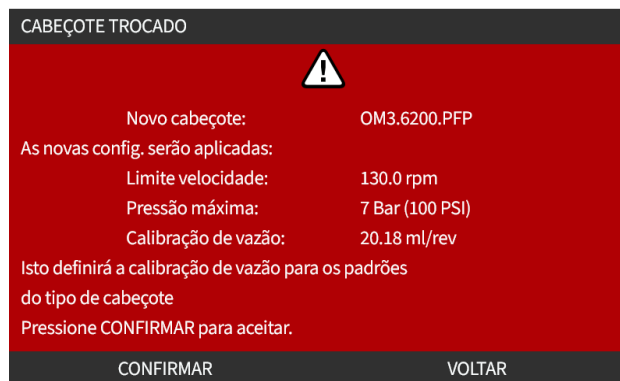 CABEÇOTE TROCADO
Novo cabeçote: OM3.6200.PFP
As novas config. serão aplicadas:
Limite velocidade: 130.0 rpm
Pressão máxima: 7 Bar (100 PSI)
Calibração de vazão: 20.18 ml/rev
Isto definirá a calibração de vazão para os padrões
do tipo de cabeçote
Pressione CONFIRMAR para aceitar.
CONFIRMAR VOLTAR